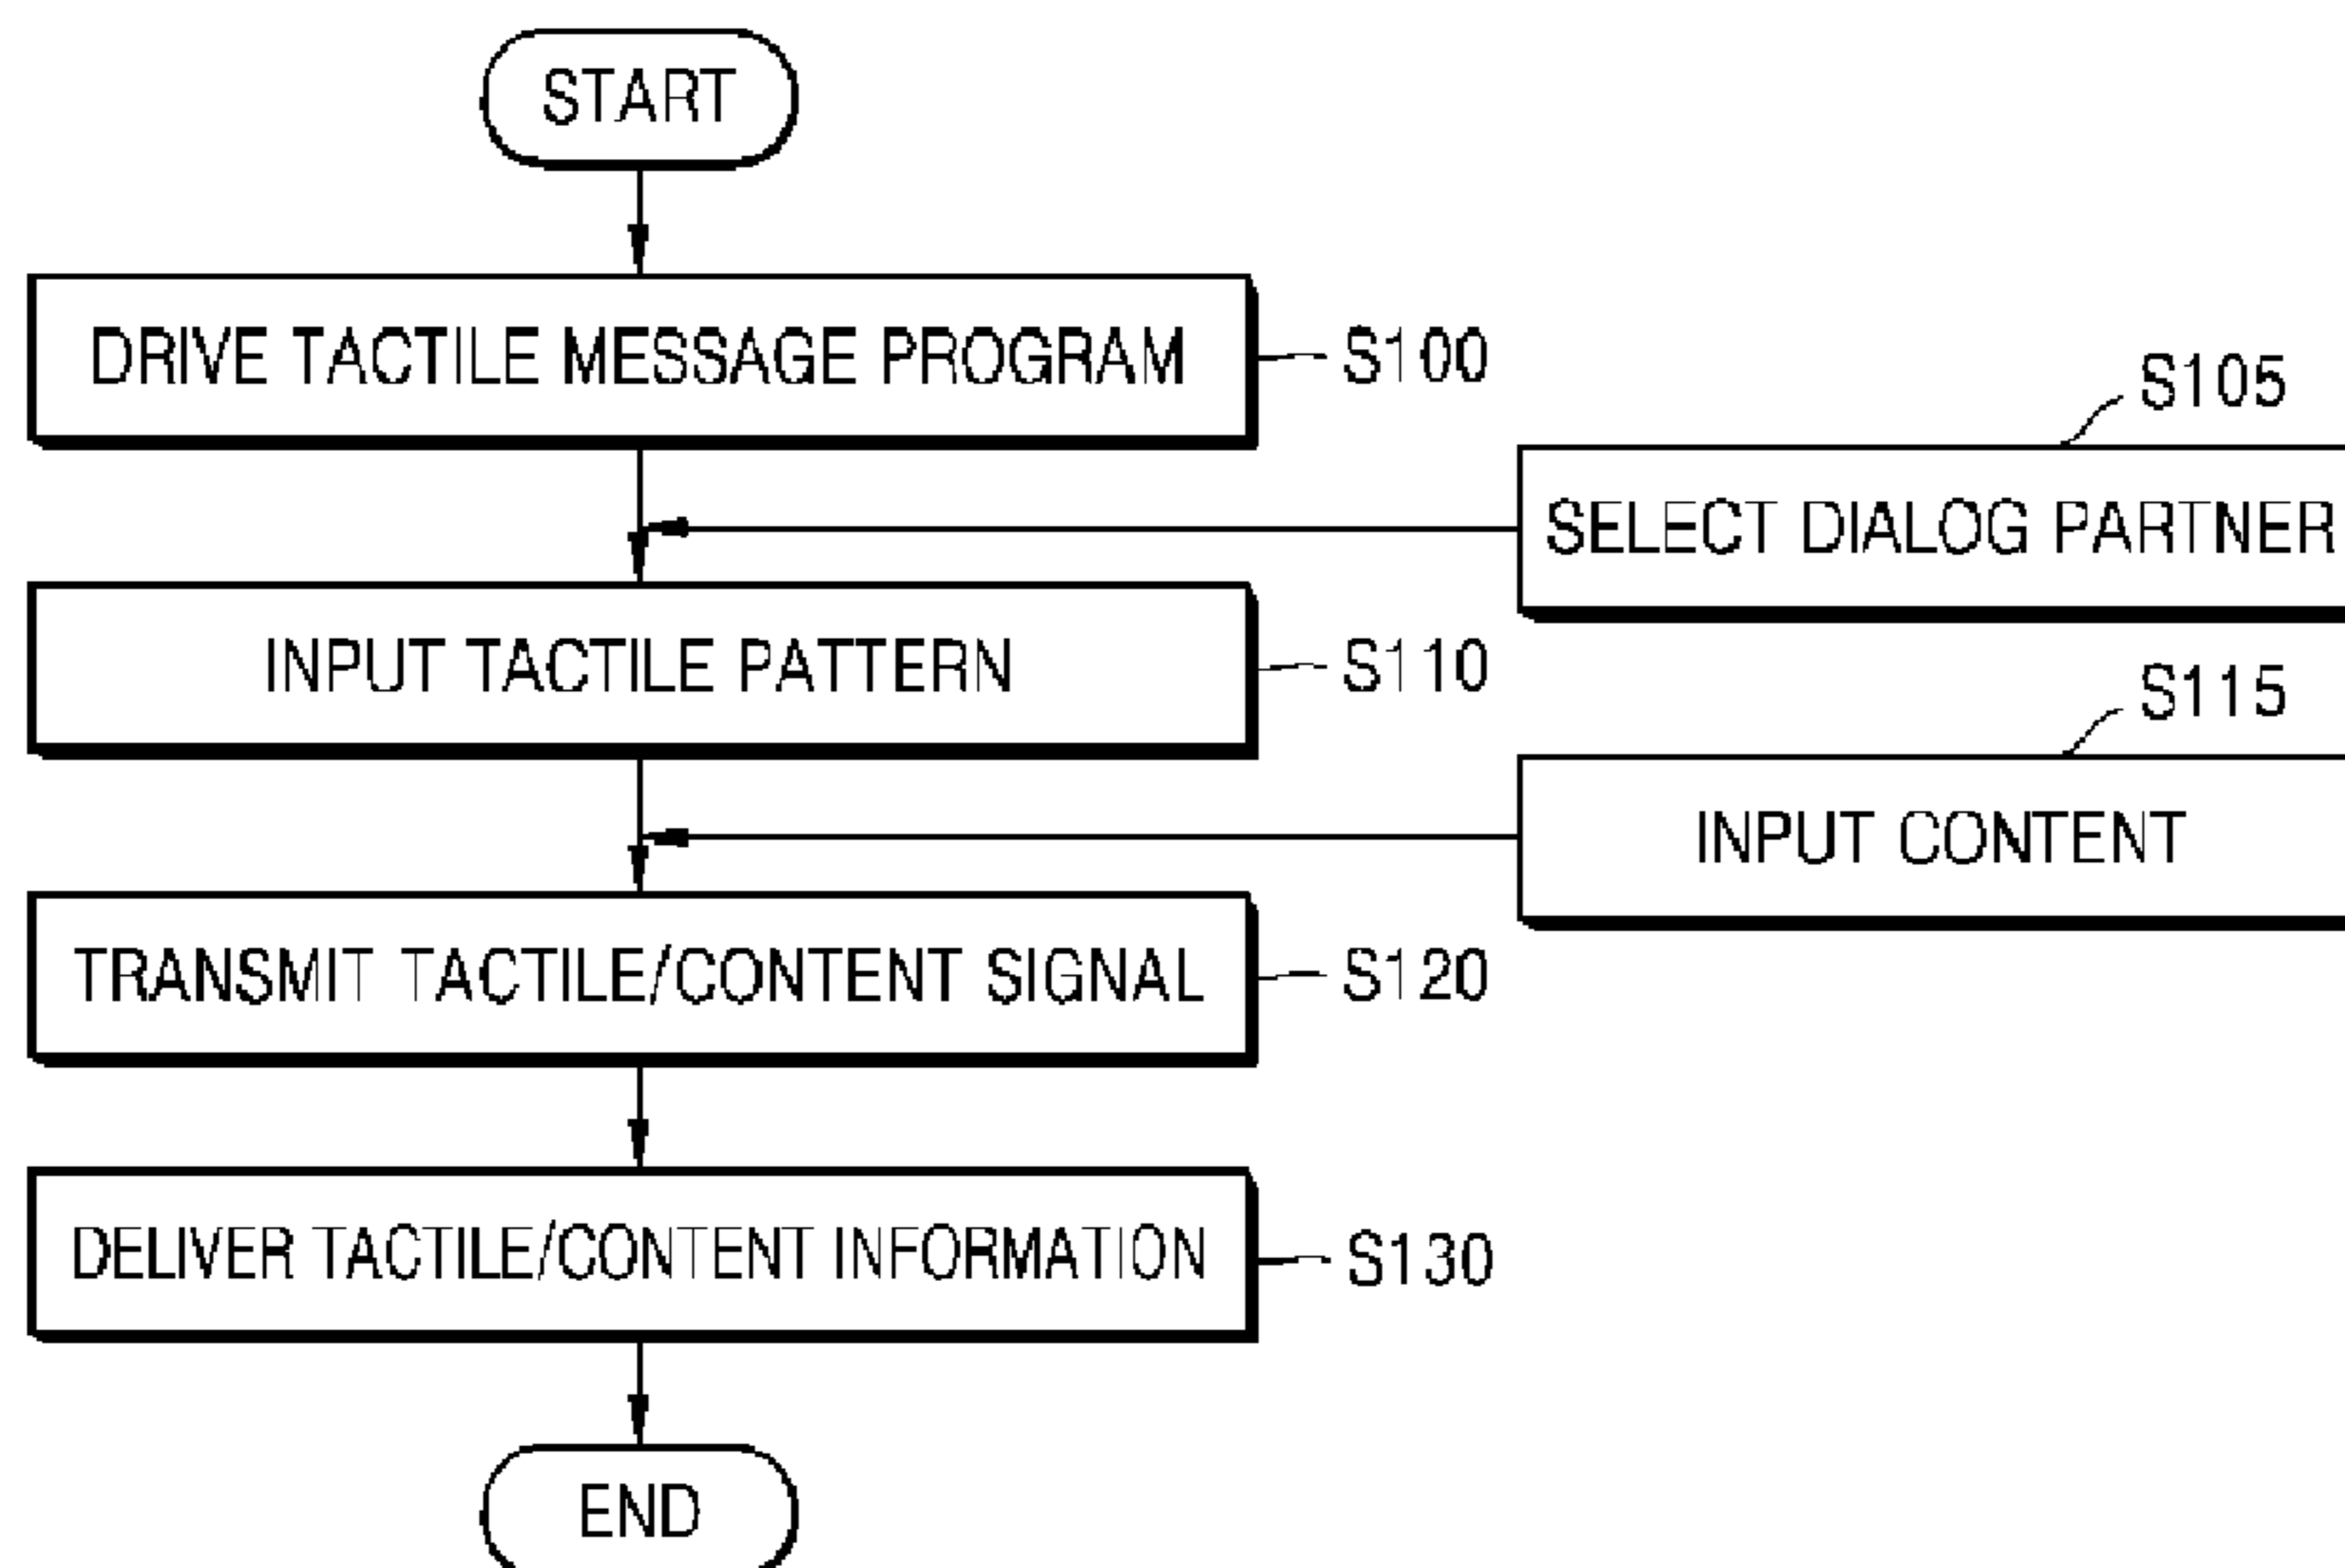 START
DRIVE TACTILE MESSAGE PROGRAM
S100
S105
SELECT DIALOG PARTNER
INPUT TACTILE PATTERN
S110
S115
INPUT CONTENT
TRANSMIT TACTILE/CONTENT SIGNAL
S120
DELIVER TACTILE/CONTENT INFORMATION
S130
END